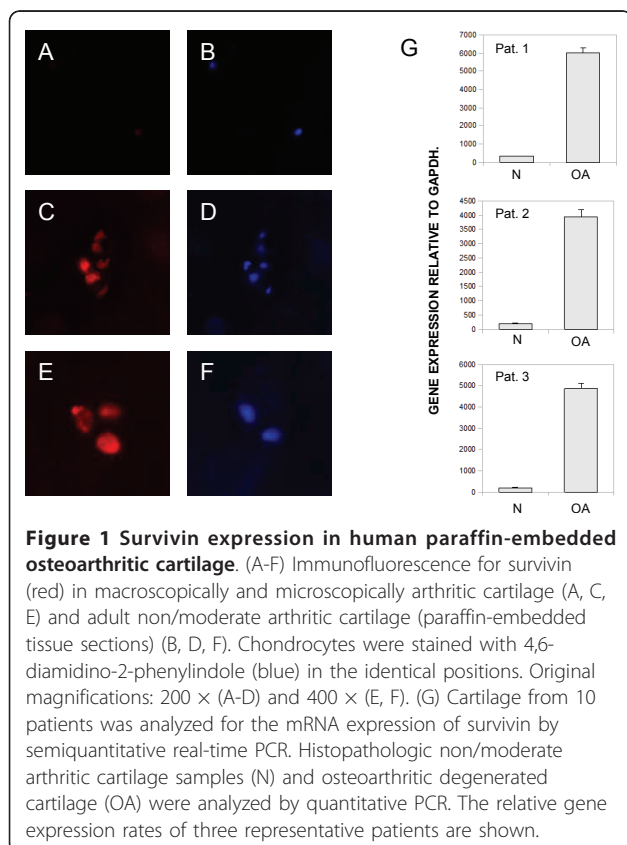 A
B
C
D
E
F
G
GENE EXPRESSION RELATIVE TO GAPDH.
Pat. 1
7000
6000
5000
4000
3000
2000
1000
0
N
OA
Pat. 2
4500
4000
3500
3000
2500
2000
1500
1000
500
0
N
OA
Pat. 3
6000
5000
4000
3000
2000
1000
0
N
OA
Figure 1 Survivin expression in human paraffin-embedded
osteoarthritic cartilage. (A-F) Immunofluorescence for survivin
(red) in macroscopically and microscopically arthritic cartilage (A, C,
E) and adult non/moderate arthritic cartilage (paraffin-embedded
tissue sections) (B, D, F). Chondrocytes were stained with 4,6-
diamidino-2-phenylindole (blue) in the identical positions. Original
magnifications: 200 × (A-D) and 400 × (E, F). (G) Cartilage from 10
patients was analyzed for the mRNA expression of survivin by
semiquantitative real-time PCR. Histopathologic non/moderate
arthritic cartilage samples (N) and osteoarthritic degenerated
cartilage (OA) were analyzed by quantitative PCR. The relative gene
expression rates of three representative patients are shown.